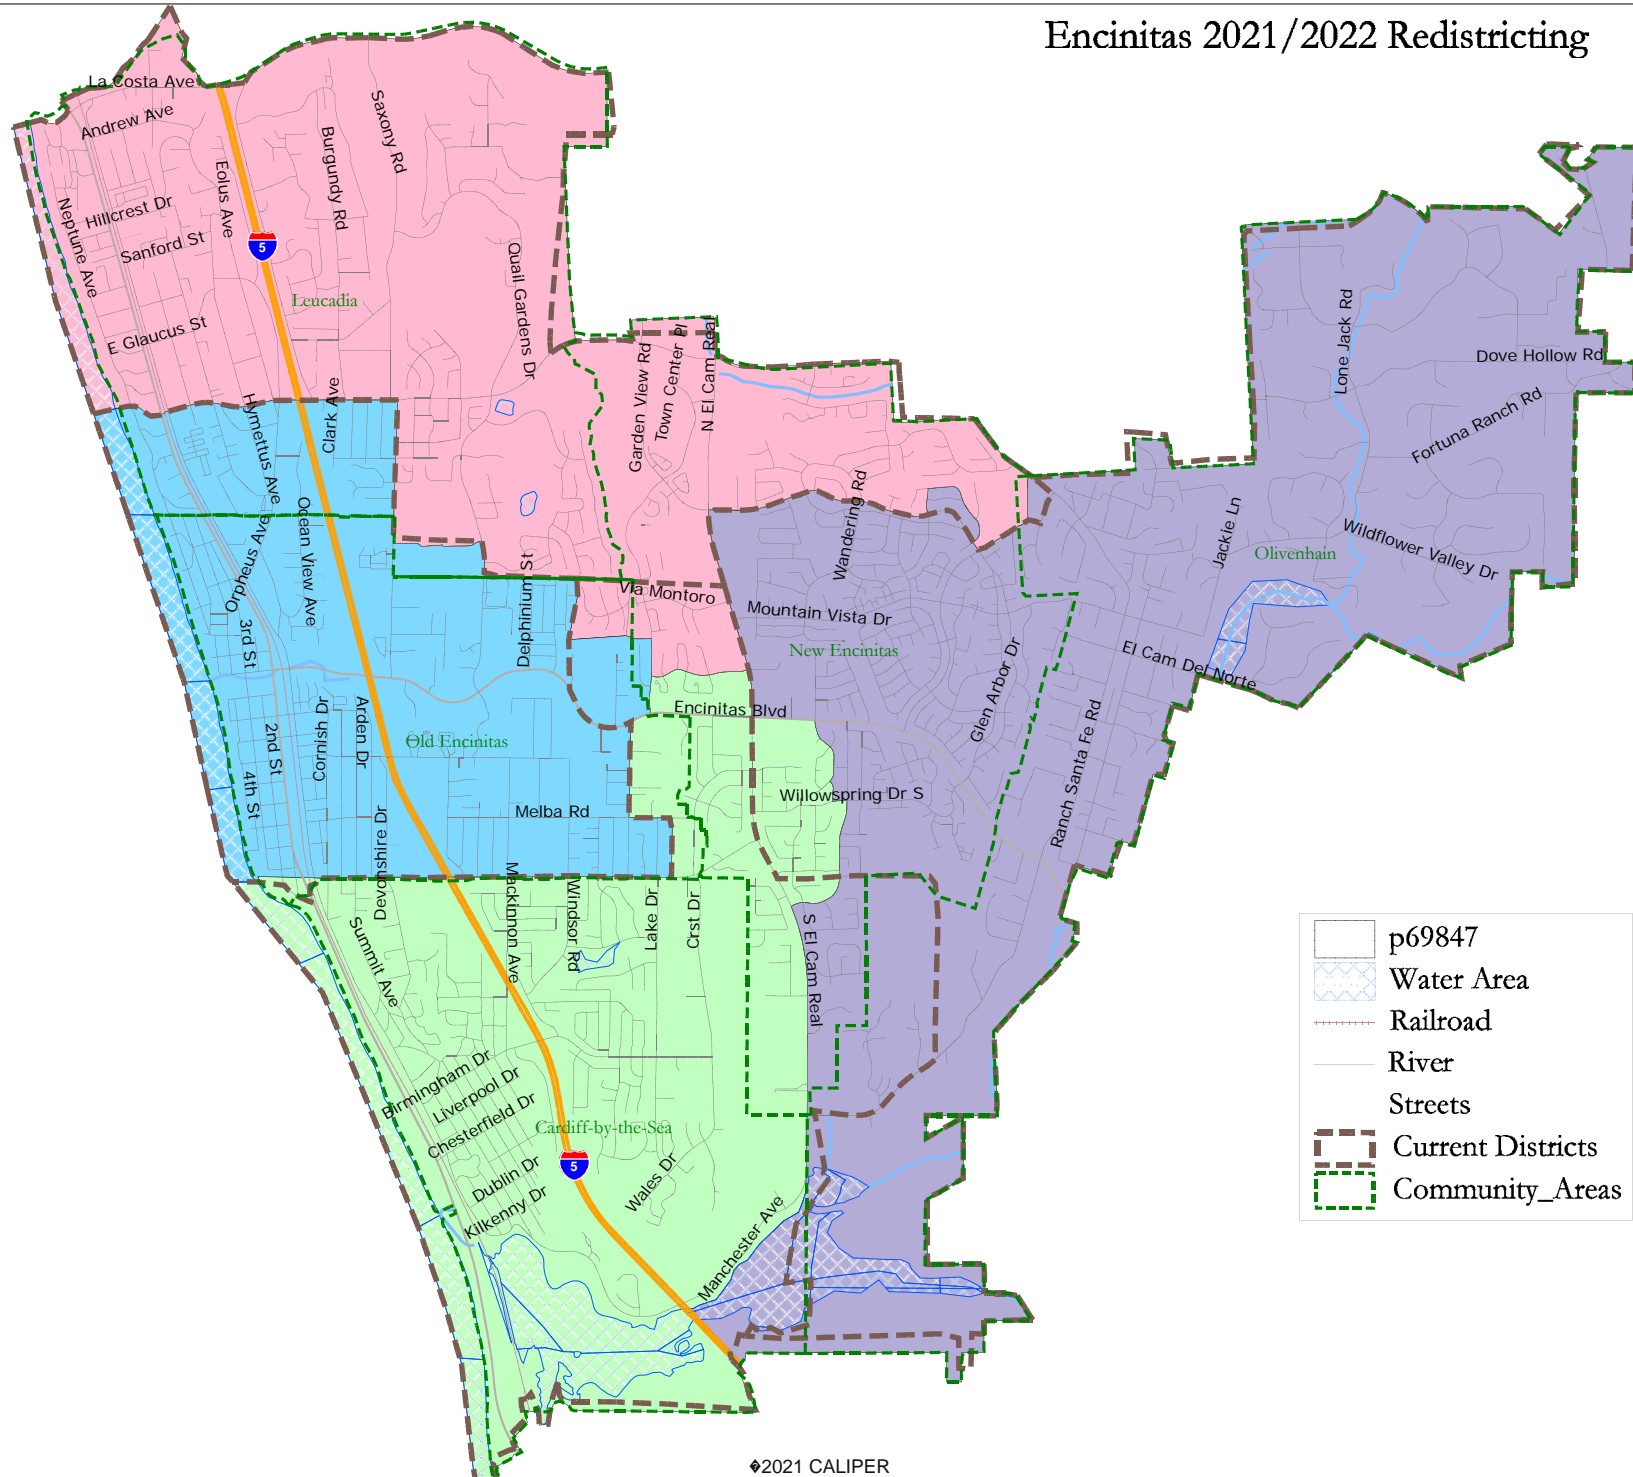 Encinitas 2021/2022 Redistricting
La Costa Ave
Andrew Ave
Saxony Rd
Burgundy Rd
Eolus Ave
Hillcrest Dr
Neptune Ave
Sanford St
5
Quail Gardens Dr
Leucadia
E Glaucus St
Lone Jack Rd
Dove Hollow Rd
Garden View Rd
Town Center Pl
N El Cam Real
Clark Ave
Hymettus Ave
Fortuna Ranch Rd
Wandering Rd
Ocean View Ave
Orpheus Ave
Jackie Ln
Wildflower Valley Dr
Olivenhain
Delphinium St
Via Montoro
Mountain Vista Dr
3rd St
New Encinitas
Glen Arbor Dr
El Cam Del Norte
Encinitas Blvd
Cornish Dr
Arden Dr
2nd St
Old Encinitas
Ranch Santa Fe Rd
4th St
Willowspring Dr S
Melba Rd
Devonshire Dr
Mackinnon Ave
Windsor Rd
Lake Dr
Crst Dr
S El Cam Real
Summit Ave
Birmingham Dr
Liverpool Dr
Chesterfield Dr
Cardiff-by-the-Sea
5
Dublin Dr
Wales Dr
Kilkenny Dr
Manchester Ave
p69847
Water Area
Railroad
River
Streets
Current Districts
Community_Areas
�2021 CALIPER